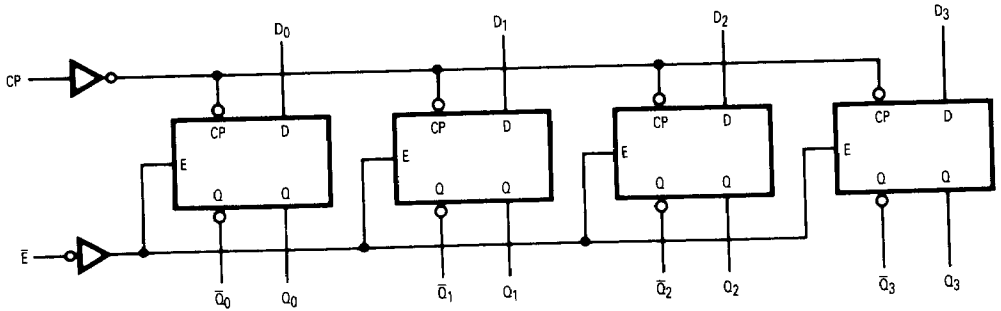 D₀ D₁ D₂ D₃
CP
CP D CP D CP D CP D
E E E E
Q Q Q Q Q Q Q Q
E̅
Q̅₀ Q₀ Q̅₁ Q₁ Q̅₂ Q₂ Q̅₃ Q₃